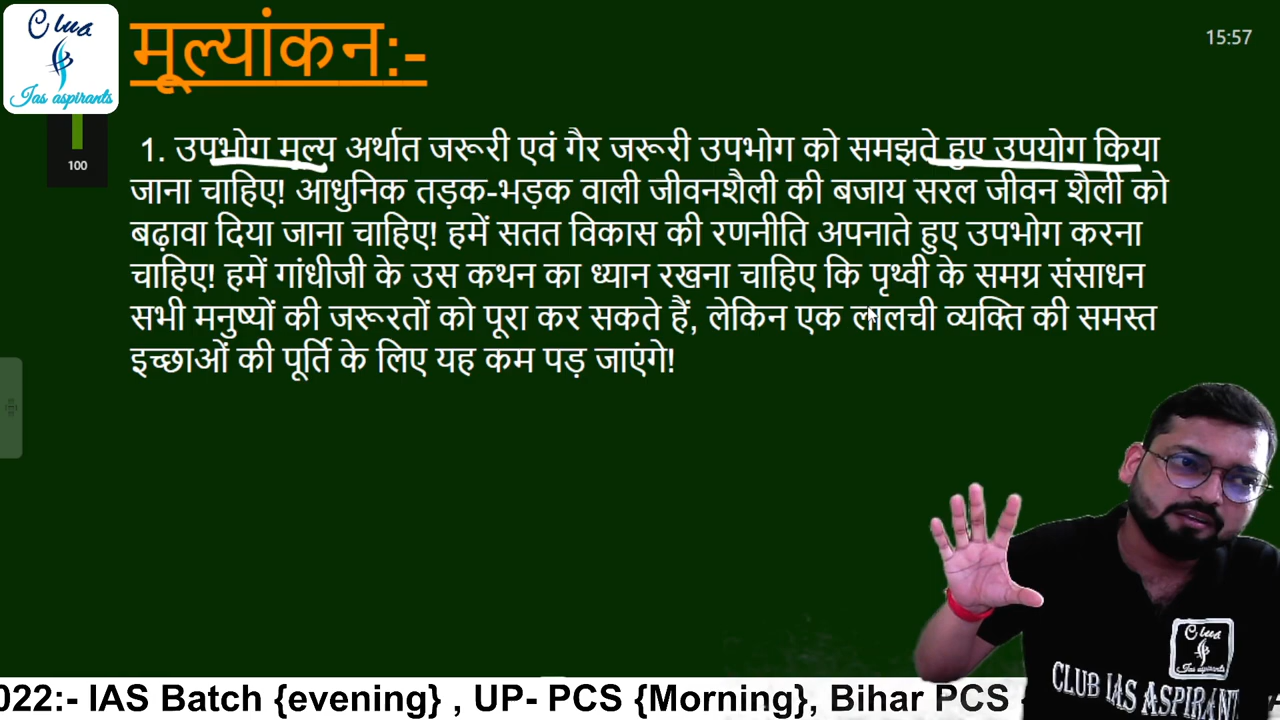 Clua
Ias aspirants
मूल्यांकन:-
15:57
100
1. उपभोग मूल्य अर्थात जरूरी एवं गैर जरूरी उपभोग को समझते हुए उपयोग किया
जाना चाहिए! आधुनिक तड़क-भड़क वाली जीवनशैली की बजाय सरल जीवन शैली को
बढ़ावा दिया जाना चाहिए! हमें सतत विकास की रणनीति अपनाते हुए उपभोग करना
चाहिए! हमें गांधीजी के उस कथन का ध्यान रखना चाहिए कि पृथ्वी के समग्र संसाधन
सभी मनुष्यों की जरूरतों को पूरा कर सकते हैं, लेकिन एक लालची व्यक्ति की समस्त
इच्छाओं की पूर्ति के लिए यह कम पड़ जाएंगे!
Clua
Ias aspirants
CLUB IAS ASPIRANT
022:- IAS Batch {evening} , UP- PCS {Morning}, Bihar PCS